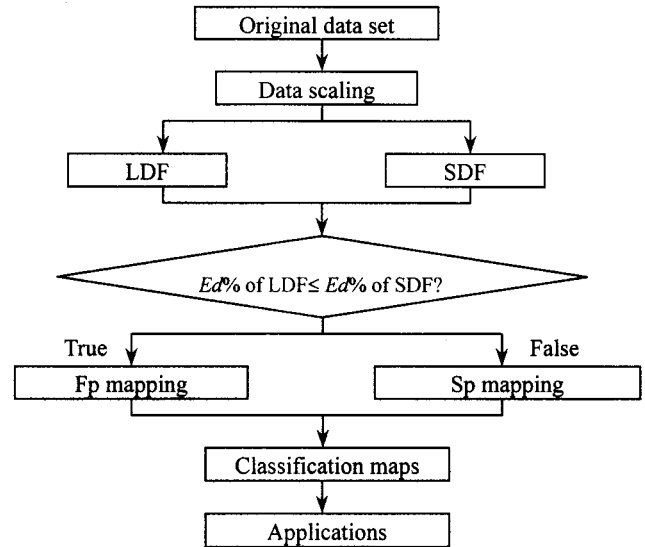 Original data set
Data scaling
LDF
SDF
Ed% of LDF≤ Ed% of SDF?
True
False
Fp mapping
Sp mapping
Classification maps
Applications